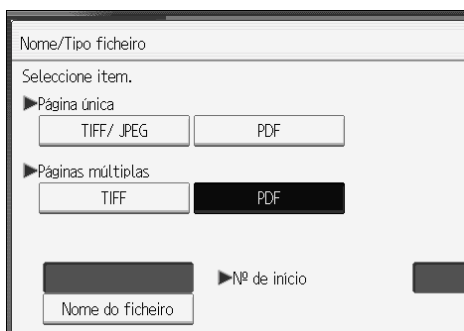 Nome/Tipo ficheiro
Seleccione item.
▶Página única
TIFF/ JPEG PDF
▶Páginas múltiplas
TIFF PDF
▶Nº de início
Nome do ficheiro